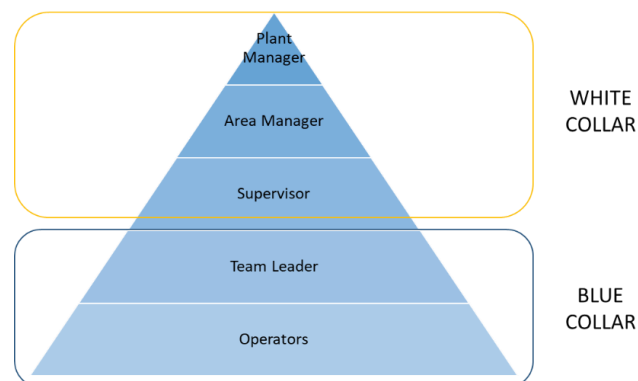 Plant
Manager
Area Manager
Supervisor
Team Leader
Operators
WHITE
COLLAR
BLUE
COLLAR